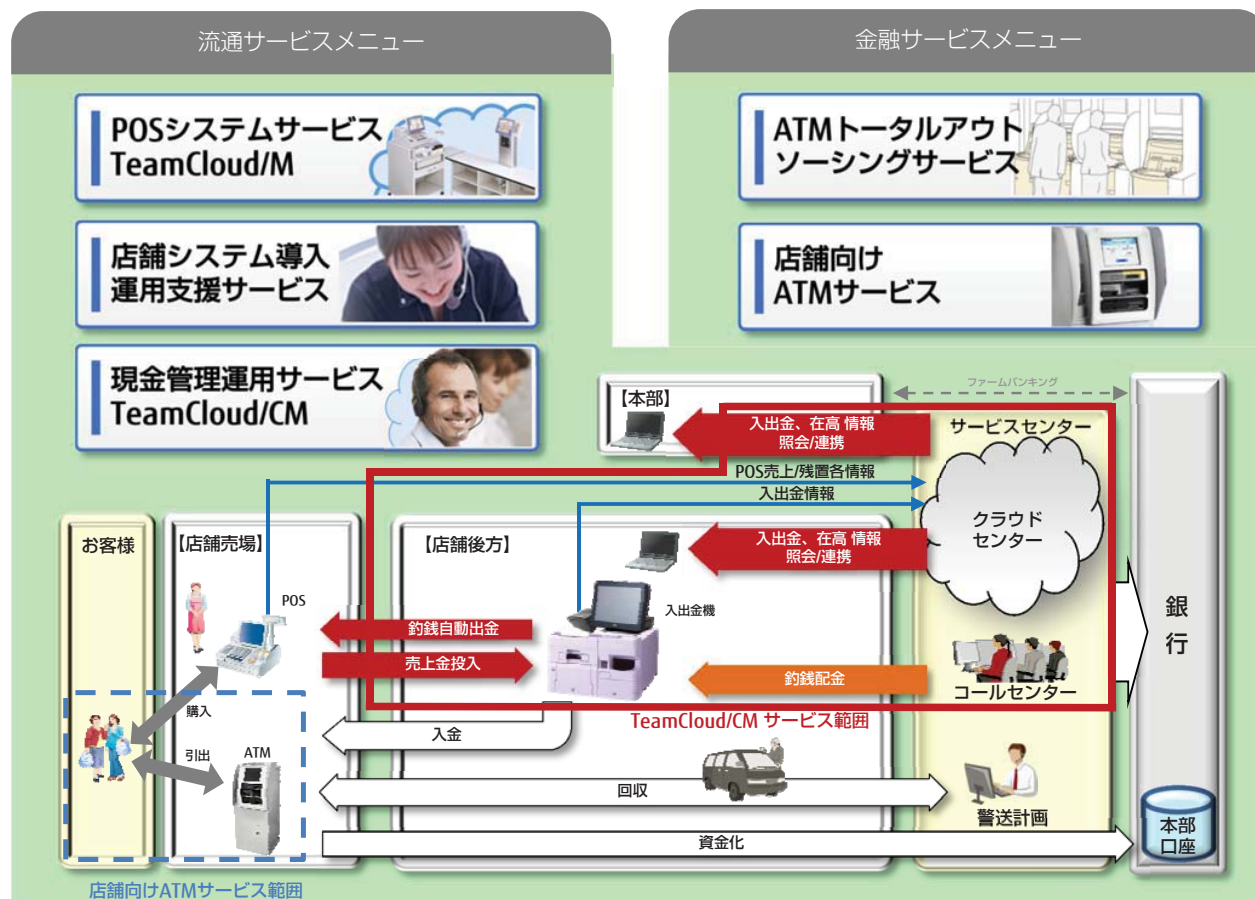 流通サービスメニュー
金融サービスメニュー
POSシステムサービス
TeamCloud/M
店舗システム導入
運用支援サービス
現金管理運用サービス
TeamCloud/CM
ATMトータルアウト
ソーシングサービス
店舗向け
ATMサービス
【本部】
ファームバンキング
入出金、在高 情報
照会/連携
サービスセンター
POS売上/残置各情報
入出金情報
クラウド
センター
お客様
【店舗売場】
【店舗後方】
入出金、在高 情報
照会/連携
POS
入出金機
釣銭自動出金
売上金投入
釣銭配金
コールセンター
銀
行
TeamCloud/CM サービス範囲
購入
入金
引出
ATM
回収
警送計画
資金化
本部
口座
店舗向けATMサービス範囲